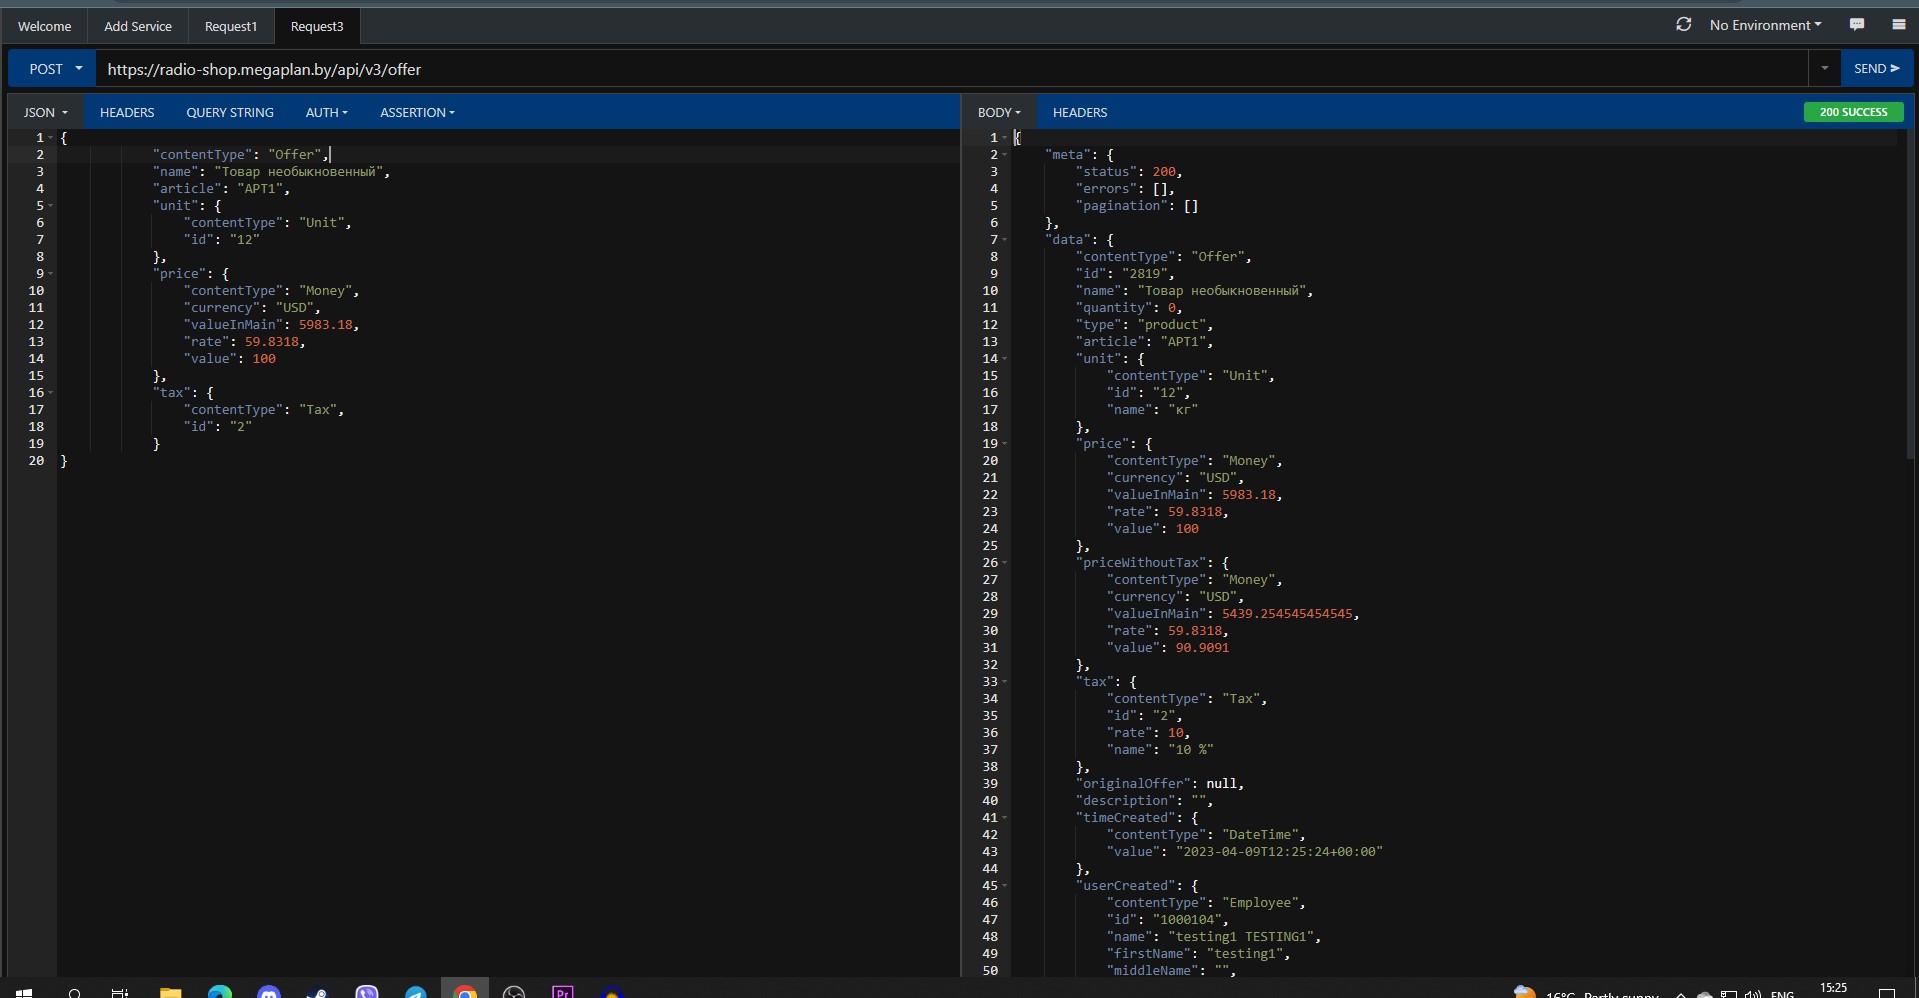 Welcome
Add Service
Request1
Request3
No Environment
POST
https://radio-shop.megaplan.by/api/v3/offer
SEND
JSON
HEADERS
QUERY STRING
AUTH
ASSERTION
1 {
2 "contentType": "Offer",
3 "name": "Товар необыкновенный",
4 "article": "АРТ1",
5 "unit": {
6 "contentType": "Unit",
7 "id": "12"
8 },
9 "price": {
10 "contentType": "Money",
11 "currency": "USD",
12 "valueInMain": 5983.18,
13 "rate": 59.8318,
14 "value": 100
15 },
16 "tax": {
17 "contentType": "Tax",
18 "id": "2"
19 }
20 }
BODY
HEADERS
200 SUCCESS
1 {
2 "meta": {
3 "status": 200,
4 "errors": [],
5 "pagination": []
6 },
7 "data": {
8 "contentType": "Offer",
9 "id": "2819",
10 "name": "Товар необыкновенный",
11 "quantity": 0,
12 "type": "product",
13 "article": "АРТ1",
14 "unit": {
15 "contentType": "Unit",
16 "id": "12",
17 "name": "кг"
18 },
19 "price": {
20 "contentType": "Money",
21 "currency": "USD",
22 "valueInMain": 5983.18,
23 "rate": 59.8318,
24 "value": 100
25 },
26 "priceWithoutTax": {
27 "contentType": "Money",
28 "currency": "USD",
29 "valueInMain": 5439.254545454545,
30 "rate": 59.8318,
31 "value": 90.9091
32 },
33 "tax": {
34 "contentType": "Tax",
35 "id": "2",
36 "rate": 10,
37 "name": "10 %"
38 },
39 "originalOffer": null,
40 "description": "",
41 "timeCreated": {
42 "contentType": "DateTime",
43 "value": "2023-04-09T12:25:24+00:00"
44 },
45 "userCreated": {
46 "contentType": "Employee",
47 "id": "1000104",
48 "name": "testing1 TESTING1",
49 "firstName": "testing1",
50 "middleName": "",
Pr
16°C Partly sunny
ENG
15:25